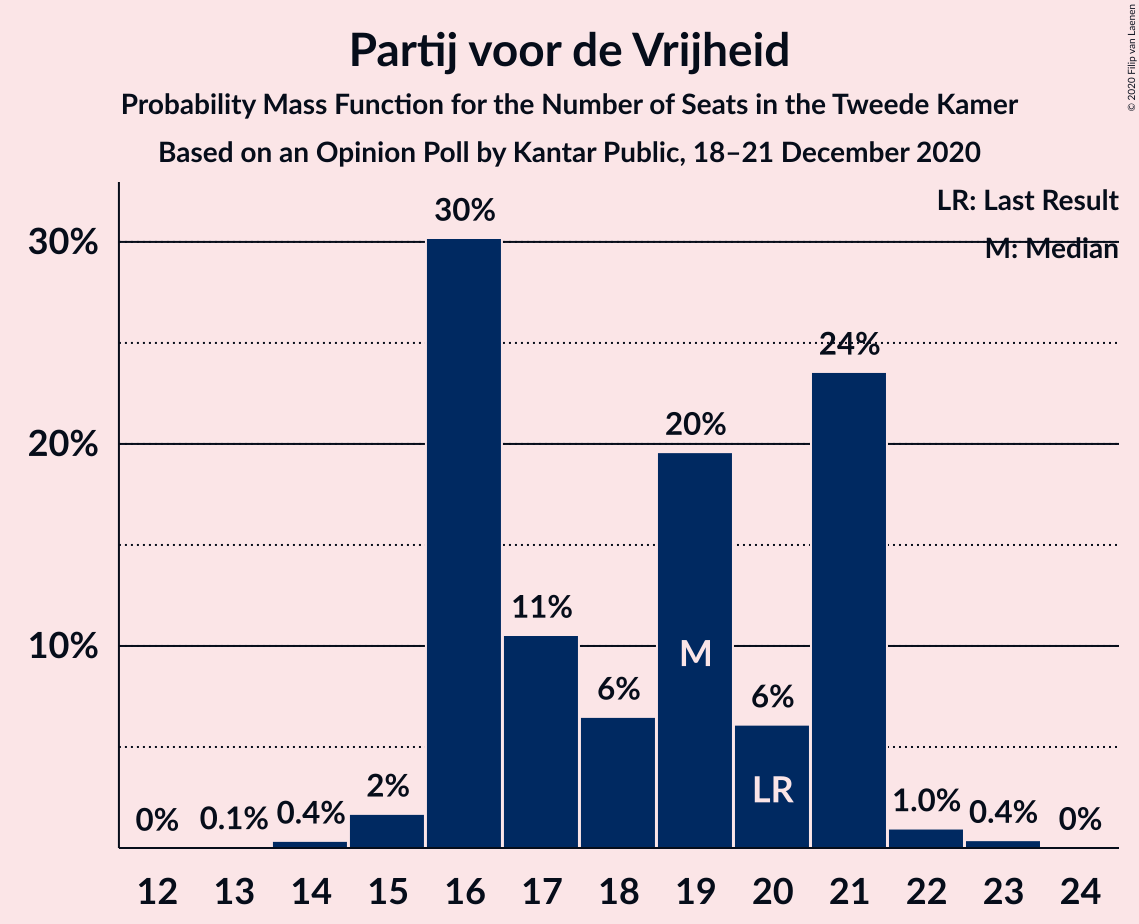 Partij voor de Vrijheid
Probability Mass Function for the Number of Seats in the Tweede Kamer
Based on an Opinion Poll by Kantar Public, 18–21 December 2020
© 2020 Filip van Laenen
LR: Last Result
M: Median
30%
20%
10%
0%
0.1%
0.4%
2%
30%
11%
6%
20%
6%
24%
1.0%
0.4%
0%
M
LR
12 13 14 15 16 17 18 19 20 21 22 23 24